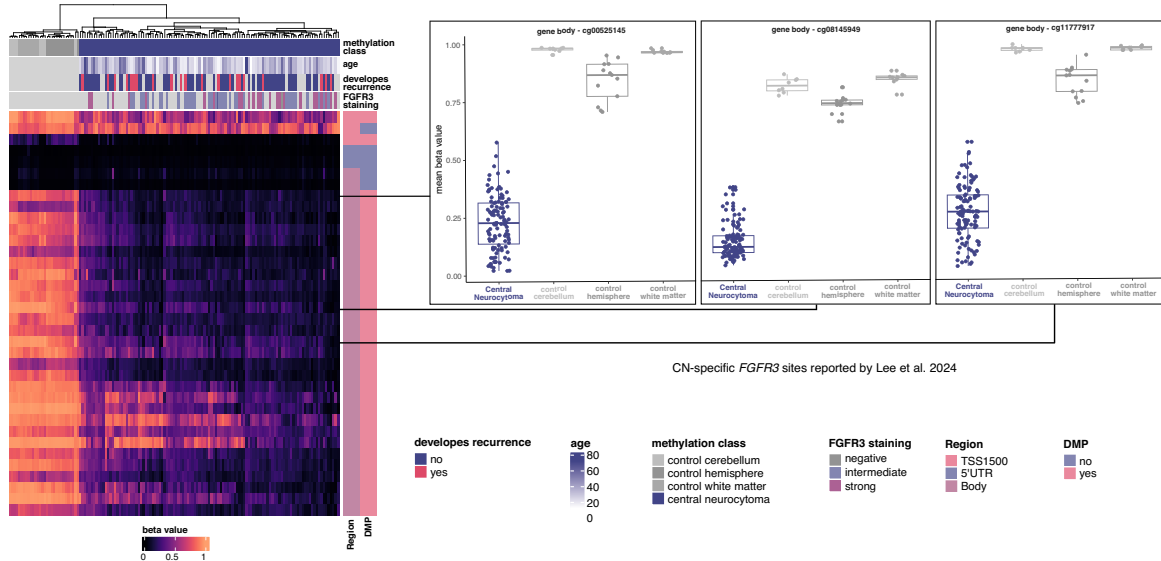 methylation
class
age
developes
recurrence
FGFR3
staining
gene body - cg00525145
gene body - cg08145949
gene body - cg11777917
mean beta value
1.00
0.75
0.50
0.25
0.00
Central
Neurocytoma
control
cerebellum
control
hemisphere
control
white matter
Central
Neurocytoma
control
cerebellum
control
hemisphere
control
white matter
Central
Neurocytoma
control
cerebellum
control
hemisphere
control
white matter
CN-specific FGFR3 sites reported by Lee et al. 2024
developes recurrence
no
yes
age
80
60
40
20
0
methylation class
control cerebellum
control hemisphere
control white matter
central neurocytoma
FGFR3 staining
negative
intermediate
strong
Region
TSS1500
5'UTR
Body
DMP
no
yes
beta value
0 0.5 1
Region
DMP